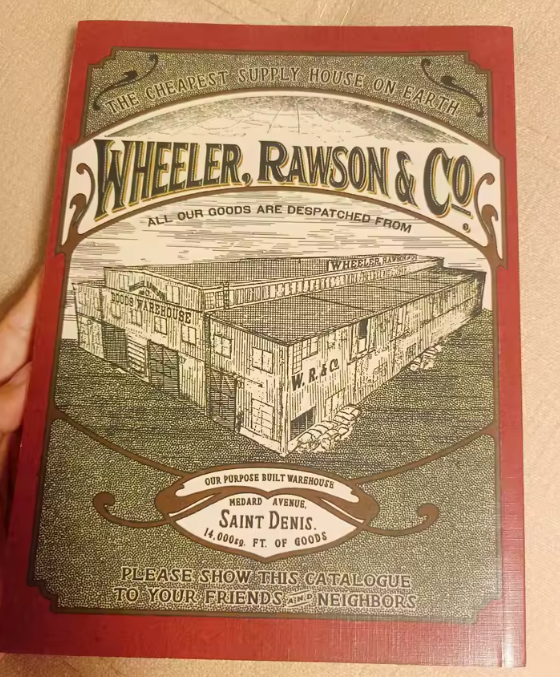 THE CHEAPEST SUPPLY HOUSE ON EARTH
WHEELER, RAWSON & Co.
ALL OUR GOODS ARE DESPATCHED FROM
WHEELER, RAWSON
GOODS WAREHOUSE
W. R. & Co.
OUR PURPOSE BUILT WAREHOUSE
MEDARD AVENUE,
SAINT DENIS.
14,000SQ. FT. OF GOODS
PLEASE SHOW THIS CATALOGUE
TO YOUR FRIENDS AND NEIGHBORS